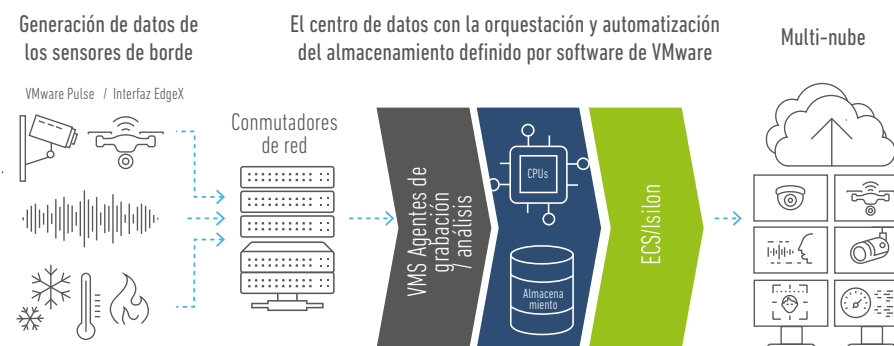 Generación de datos de
los sensores de borde
El centro de datos con la orquestación y automatización
del almacenamiento definido por software de VMware
Multi-nube
VMware Pulse / Interfaz EdgeX
Conmutadores
de red
VMS Agentes de
grabación
/ análisis
CPUs
Almacena
miento
ECS/Isilon